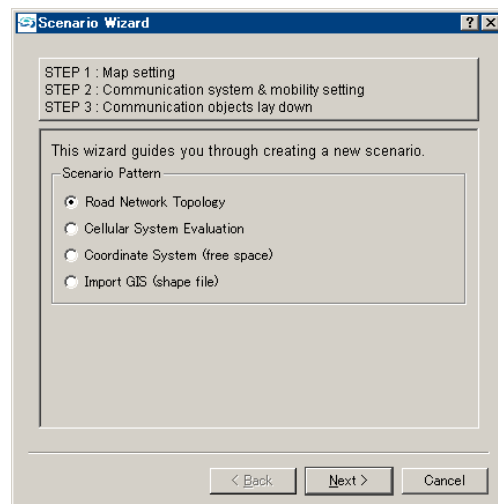 Scenario Wizard
STEP 1 : Map setting
STEP 2 : Communication system & mobility setting
STEP 3 : Communication objects lay down
This wizard guides you through creating a new scenario.
Scenario Pattern
Road Network Topology
Cellular System Evaluation
Coordinate System (free space)
Import GIS (shape file)
< Back
Next >
Cancel